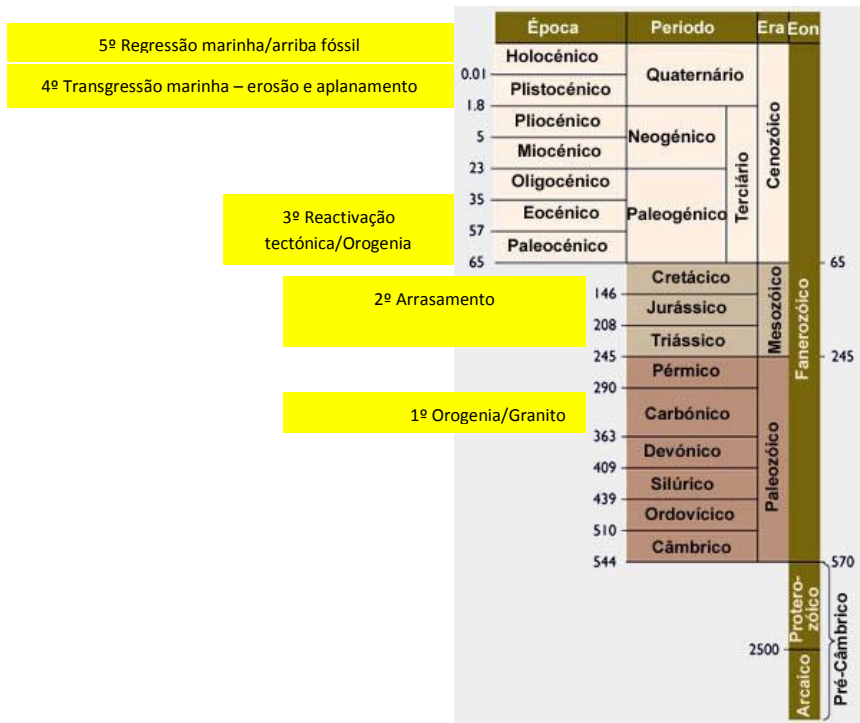 Época Periodo Era Eon
5º Regressão marinha/arriba fóssil
Holocénico
0.01
Quaternário
4º Transgressão marinha – erosão e aplanamento
Plistocénico
1.8
Pliocénico
5
Neogénico
Miocénico
23
Oligocénico
35
3º Reactivação
tectónica/Orogenia
Eocénico
Paleogénico
57
Paleocénico
65
Terciário
Cenozóico
65
Cretácico
146
2º Arrasamento
Jurássico
208
Triássico
245
Mesozóico
245
Pérmico
290
1º Orogenia/Granito
Carbónico
363
Devónico
409
Silúrico
439
Ordovícico
510
Câmbrico
544
Paleozóico
Fanerozóico
570
Protero-
zóico
2500
Arcaico
Pré-Câmbrico